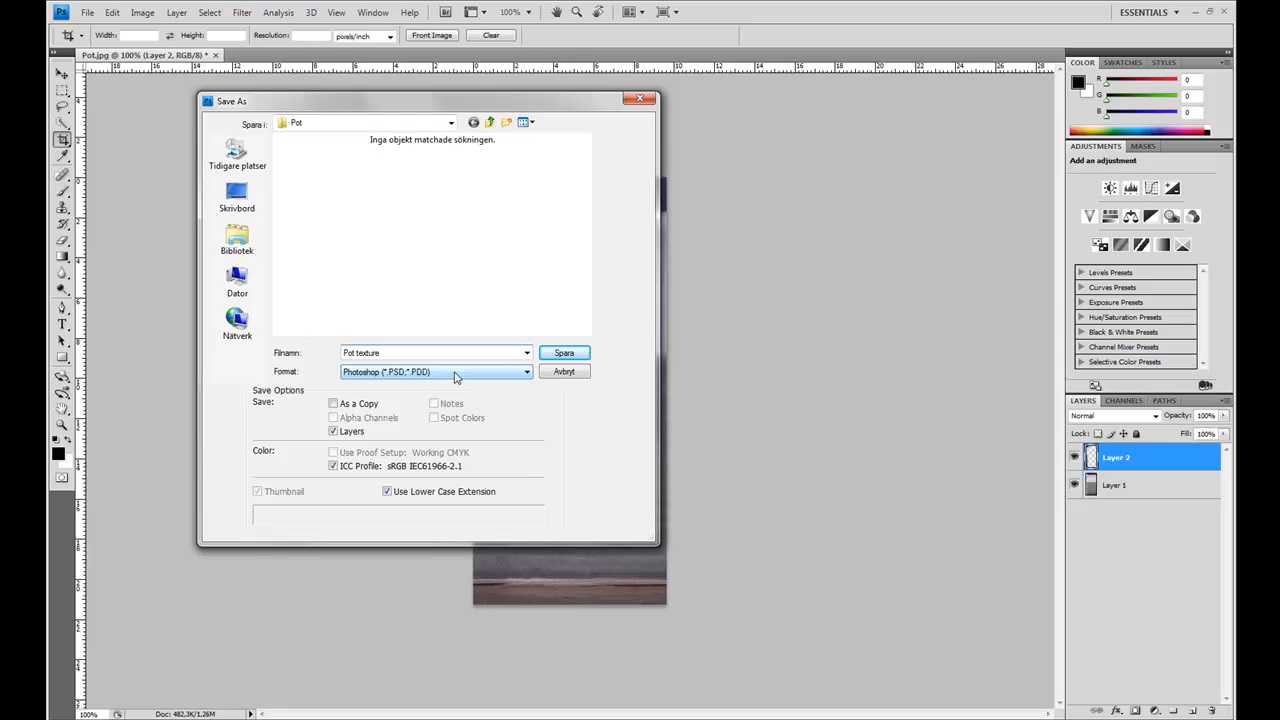 Ps File Edit Image Layer Select Filter Analysis 3D View Window Help Br 100% ESSENTIALS
Width: Height: Resolution: pixels/inch Front Image Clear
Pot.jpg @ 100% (Layer 2, RGB/8) *
Save As
Spara i: Pot
Inga objekt matchade sökningen.
Tidigare platser
Skrivbord
Bibliotek
Dator
Nätverk
Filnamn: Pot texture Spara
Format: Photoshop (*.PSD;*.PDD) Avbryt
Save Options
Save: As a Copy Notes
Alpha Channels Spot Colors
Layers
Color: Use Proof Setup: Working CMYK
ICC Profile: sRGB IEC61966-2.1
Thumbnail Use Lower Case Extension
COLOR SWATCHES STYLES
R 0
G 0
B 0
ADJUSTMENTS MASKS
Add an adjustment
Levels Presets
Curves Presets
Exposure Presets
Hue/Saturation Presets
Black & White Presets
Channel Mixer Presets
Selective Color Presets
LAYERS CHANNELS PATHS
Normal Opacity: 100%
Lock: Fill: 100%
Layer 2
Layer 1
100% Doc: 482,3K/1,26M